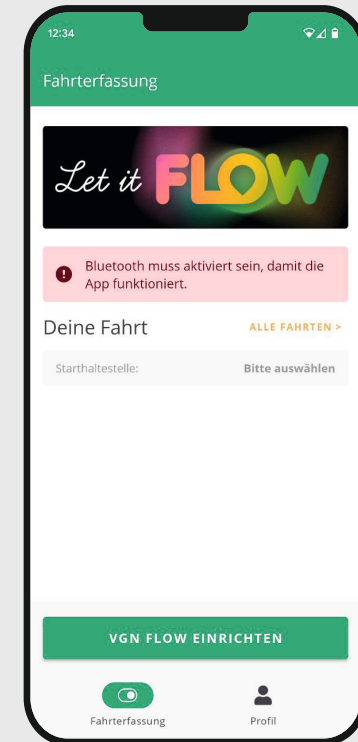 12:34
Fahrterfassung
Let it FLOW
Bluetooth muss aktiviert sein, damit die
App funktioniert.
Deine Fahrt ALLE FAHRTEN >
Starthaltestelle: Bitte auswählen
VGN FLOW EINRICHTEN
Fahrterfassung Profil